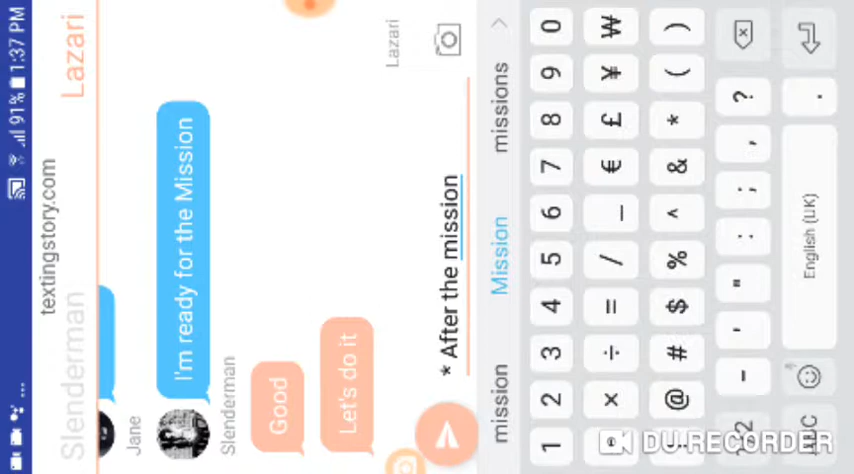 91% 1:37 PM
textingstory.com
Slenderman Lazari
Jane
I'm ready for the Mission
Slenderman
Good
Let's do it
Lazari
* After the mission
mission Mission missions
1 2 3 4 5 6 7 8 9 0
× ÷ = / _ € £ ¥ ₩
@ # $ % ^ & * ( )
- ' " : ; , ?
English (UK) .
DU RECORDER